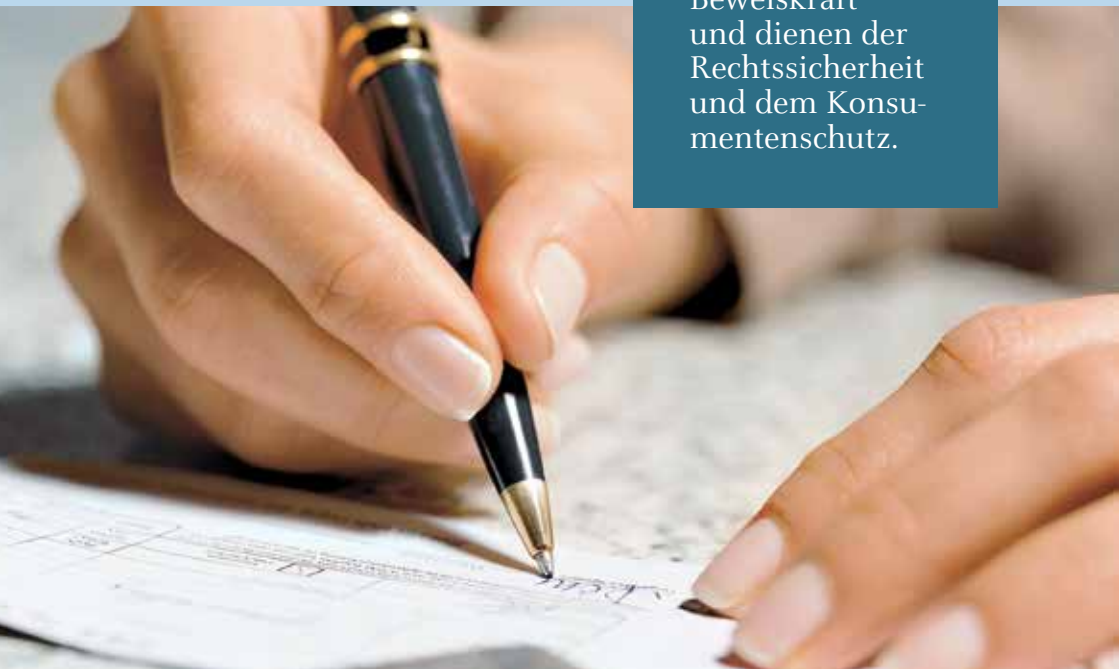 Beweiskraft
und dienen der
Rechtssicherheit
und dem Konsu-
mentenschutz.